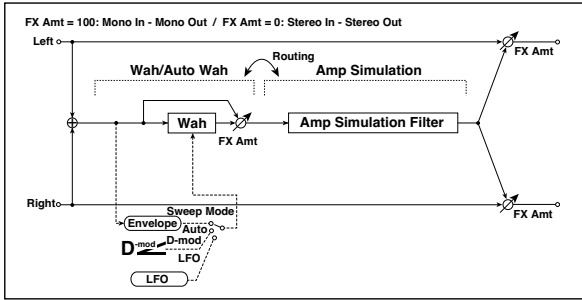 FX Amt = 100: Mono In - Mono Out / FX Amt = 0: Stereo In - Stereo Out
Left
FX Amt
Routing
Wah/Auto Wah
Amp Simulation
Wah
FX Amt
Amp Simulation Filter
Right
FX Amt
Sweep Mode
Envelope
Auto
D-mod
D-mod
LFO
LFO